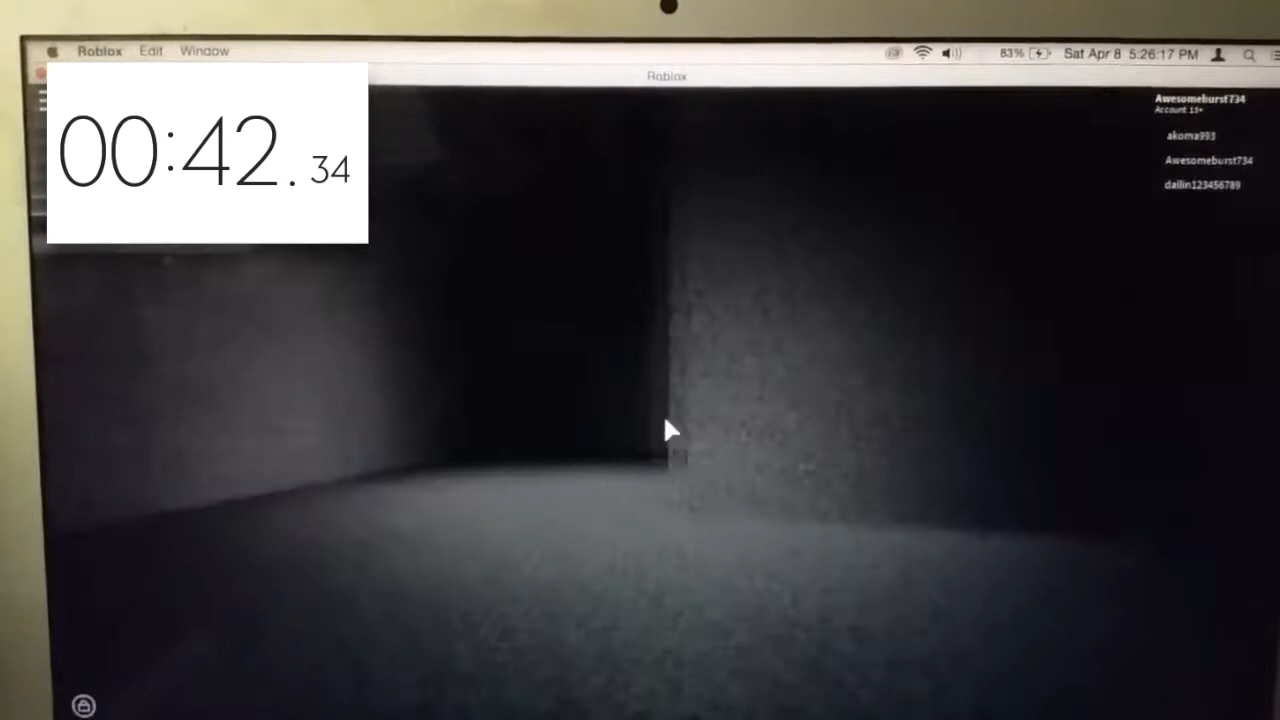 Roblox Edit Window 83% Sat Apr 8 5:26:17 PM
Roblox
00:42.34
Awesomeburst734
Account: 13+
akoma993
Awesomeburst734
dallin123456789